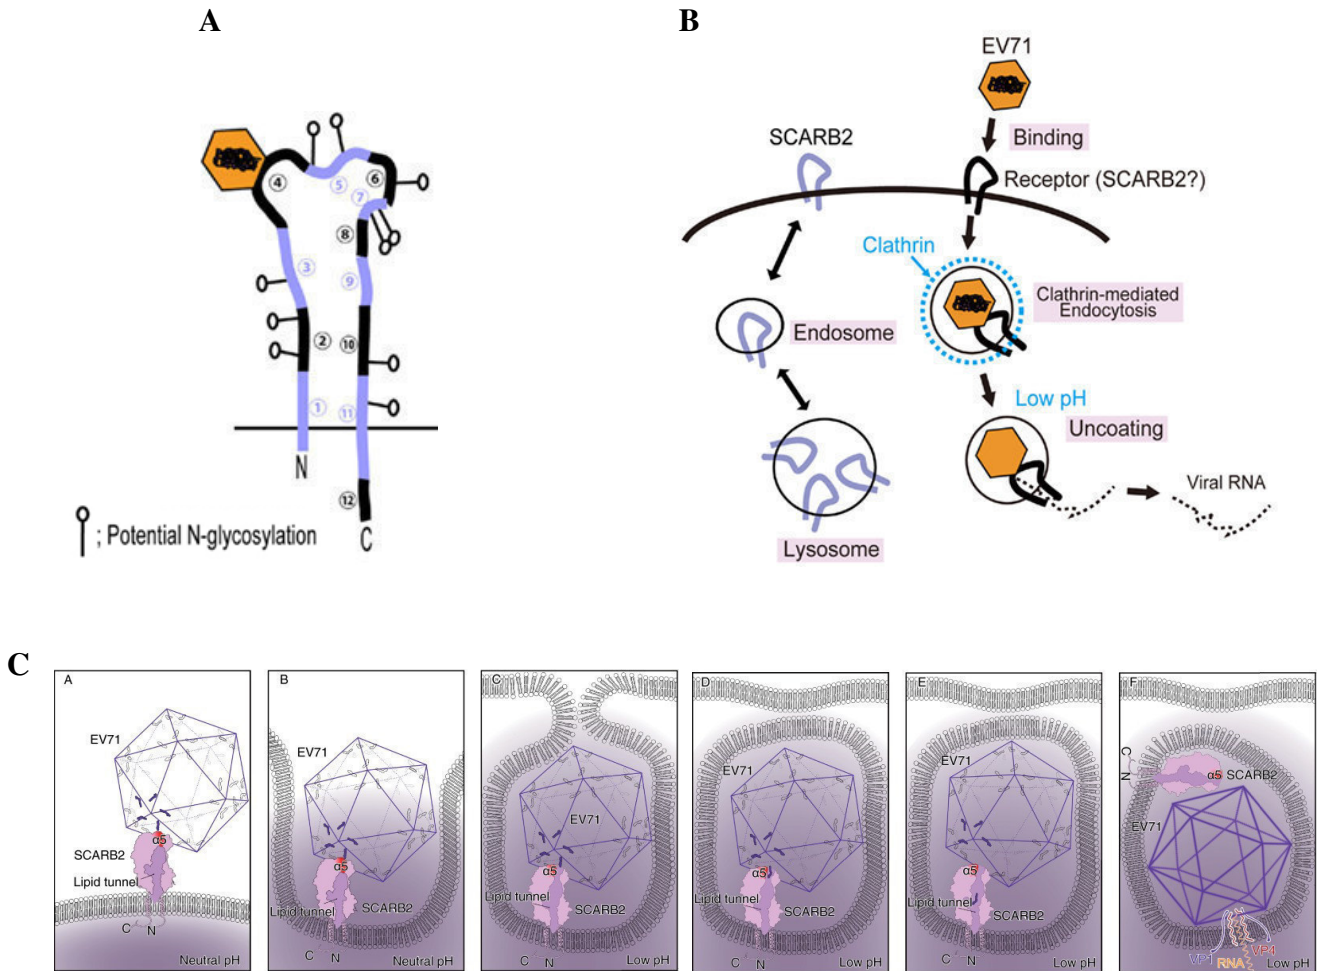 A
④
⑤
⑥
⑦
⑧
③
⑨
②
⑩
①
⑪
N
⑫
C
; Potential N-glycosylation
B
EV71
Binding
SCARB2
Receptor (SCARB2?)
Clathrin
Clathrin-mediated
Endocytosis
Endosome
Low pH
Uncoating
Viral RNA
Lysosome
C
A
EV71
α5
SCARB2
Lipid tunnel
C
N
Neutral pH
B
EV71
α5
Lipid tunnel
SCARB2
C
N
Neutral pH
C
EV71
α5
Lipid tunnel
SCARB2
C
N
Low pH
D
EV71
α5
Lipid tunnel
SCARB2
C
N
Low pH
E
EV71
α5
Lipid tunnel
SCARB2
C
N
Low pH
F
C
N
α5 SCARB2
EV71
VP1
RNA
VP4
Low pH